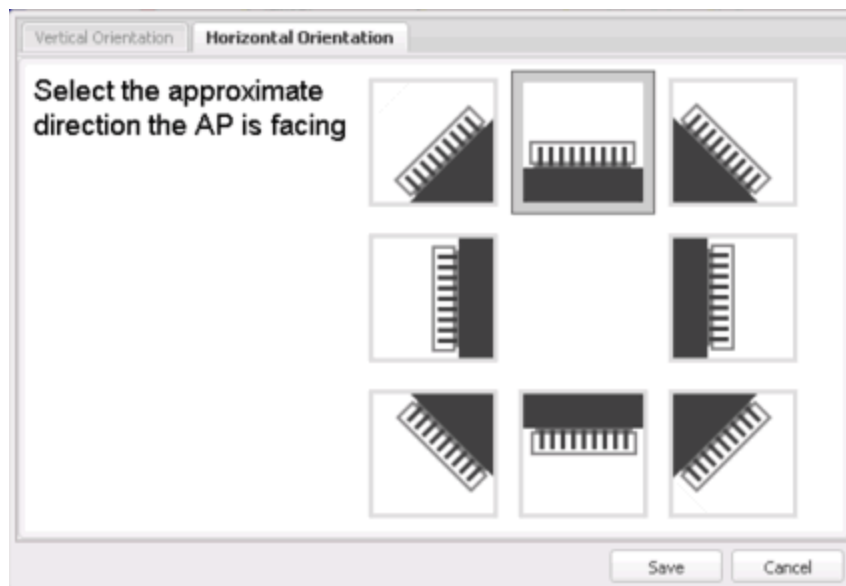 Vertical Orientation
Horizontal Orientation
Select the approximate
direction the AP is facing
Save
Cancel